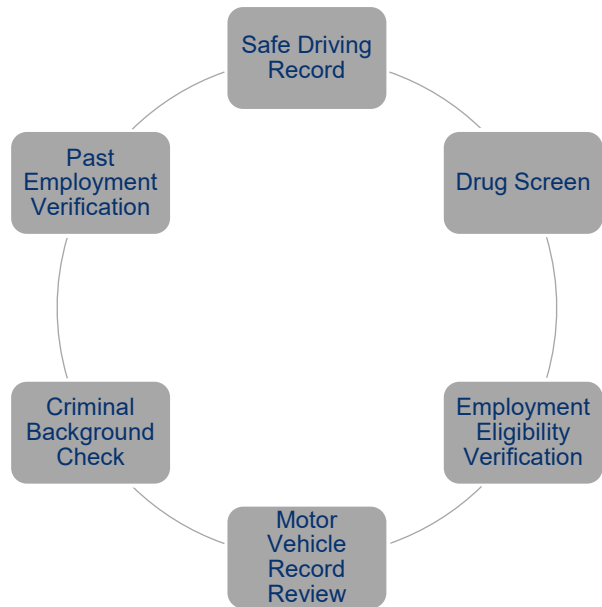 Safe Driving
Record
Drug Screen
Employment
Eligibility
Verification
Motor
Vehicle
Record
Review
Criminal
Background
Check
Past
Employment
Verification